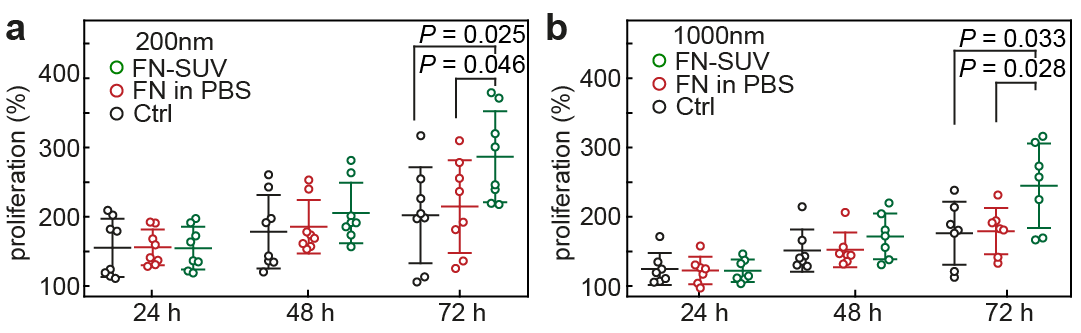 a
200nm
FN-SUV
FN in PBS
Ctrl
P = 0.025
P = 0.046
proliferation (%)
400
300
200
100
24 h
48 h
72 h
b
1000nm
FN-SUV
FN in PBS
Ctrl
P = 0.033
P = 0.028
proliferation (%)
400
300
200
100
24 h
48 h
72 h